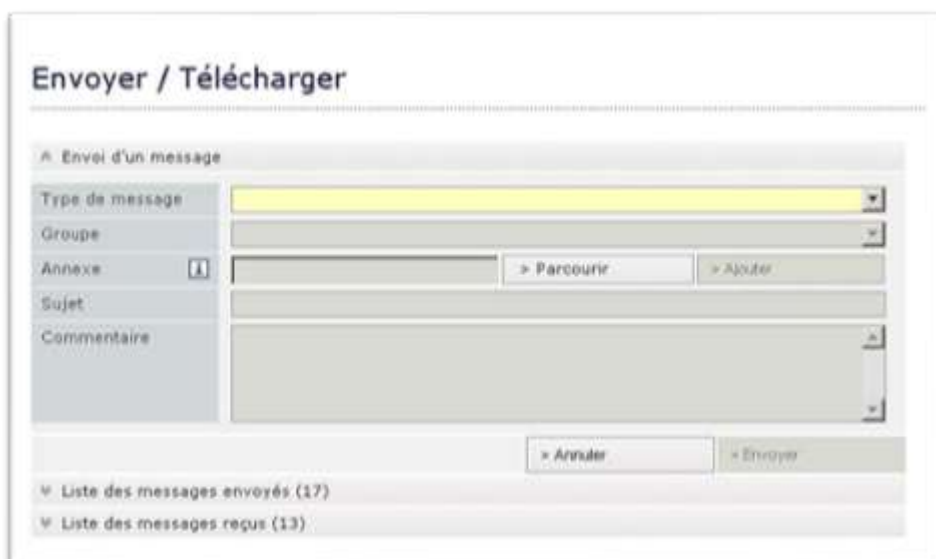 Envoyer / Télécharger
Envoi d'un message
Type de message
Groupe
Annexe i > Parcourir > Ajouter
Sujet
Commentaire
> Annuler > Envoyer
Liste des messages envoyés (17)
Liste des messages reçus (13)